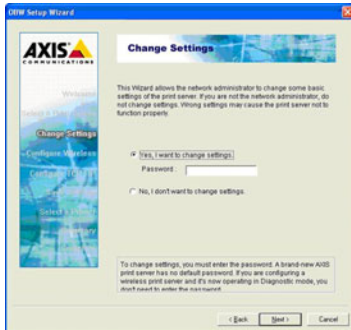 OBW Setup Wizard
AXIS
COMMUNICATIONS
Change Settings
This Wizard allows the network administrator to change some basic
settings of the print server. If you are not the network administrator, do
not change settings. Wrong settings may cause the print server not to
function properly.
Welcome
Change Settings
Configure Wireless
Yes, I want to change settings.
Password :
No, I don't want to change settings.
To change settings, you must enter the password. A brand-new AXIS
print server has no default password. If you are configuring a
wireless print server and it's now operating in Diagnostic mode, you
don't need to enter the password.
< Back
Next >
Cancel